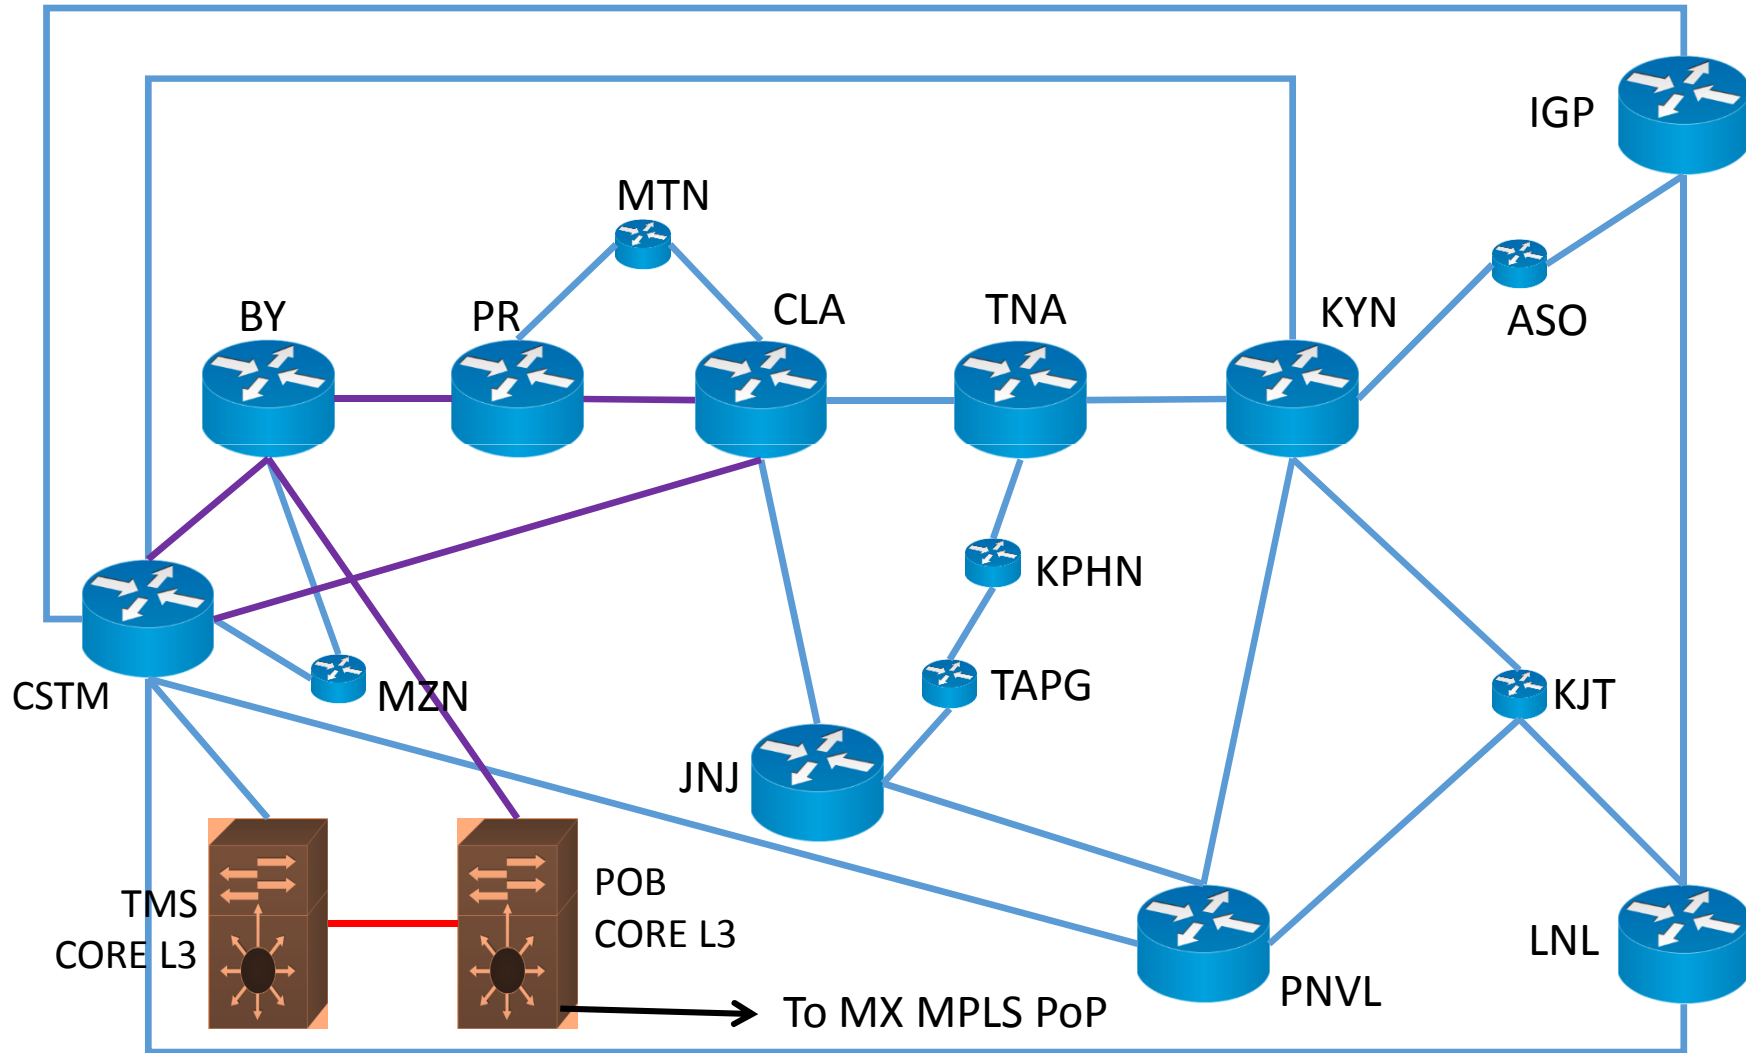 IGP
MTN
BY
PR
CLA
TNA
KYN
ASO
KPHN
CSTM
MZN
TAPG
KJT
JNJ
TMS
CORE L3
POB
CORE L3
LNL
PNVL
To MX MPLS PoP